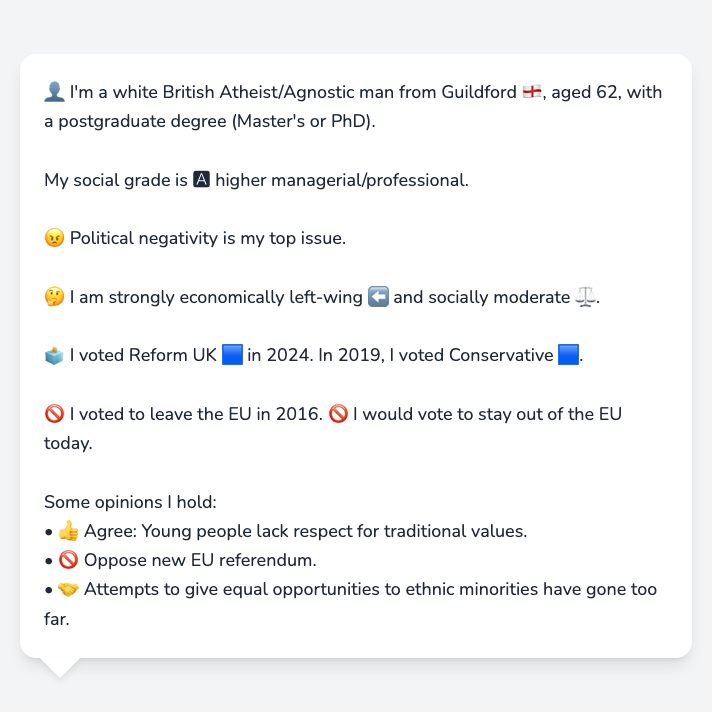 👤 I'm a white British Atheist/Agnostic man from Guildford 🏴󠁧󠁢󠁥󠁮󠁧󠁿, aged 62, with
a postgraduate degree (Master's or PhD).
My social grade is 🅰 higher managerial/professional.
😠 Political negativity is my top issue.
🤔 I am strongly economically left-wing ⬅️ and socially moderate ⚖️.
🗳️ I voted Reform UK 🟦 in 2024. In 2019, I voted Conservative 🟦.
🚫 I voted to leave the EU in 2016. 🚫 I would vote to stay out of the EU
today.
Some opinions I hold:
• 👍 Agree: Young people lack respect for traditional values.
• 🚫 Oppose new EU referendum.
• 🤝 Attempts to give equal opportunities to ethnic minorities have gone too
far.